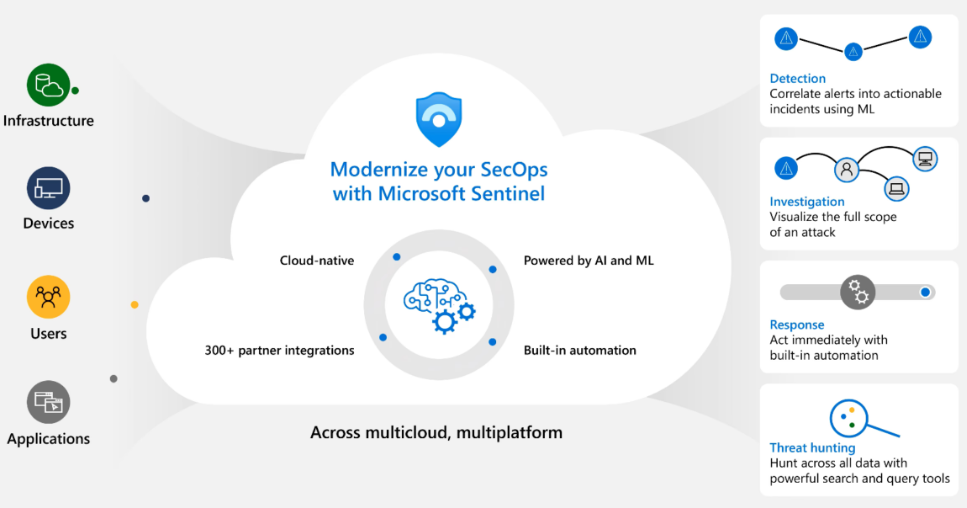 Infrastructure
Devices
Users
Applications
Modernize your SecOps
with Microsoft Sentinel
Cloud-native
Powered by AI and ML
300+ partner integrations
Built-in automation
Across multicloud, multiplatform
Detection
Correlate alerts into actionable
incidents using ML
Investigation
Visualize the full scope
of an attack
Response
Act immediately with
built-in automation
Threat hunting
Hunt across all data with
powerful search and query tools